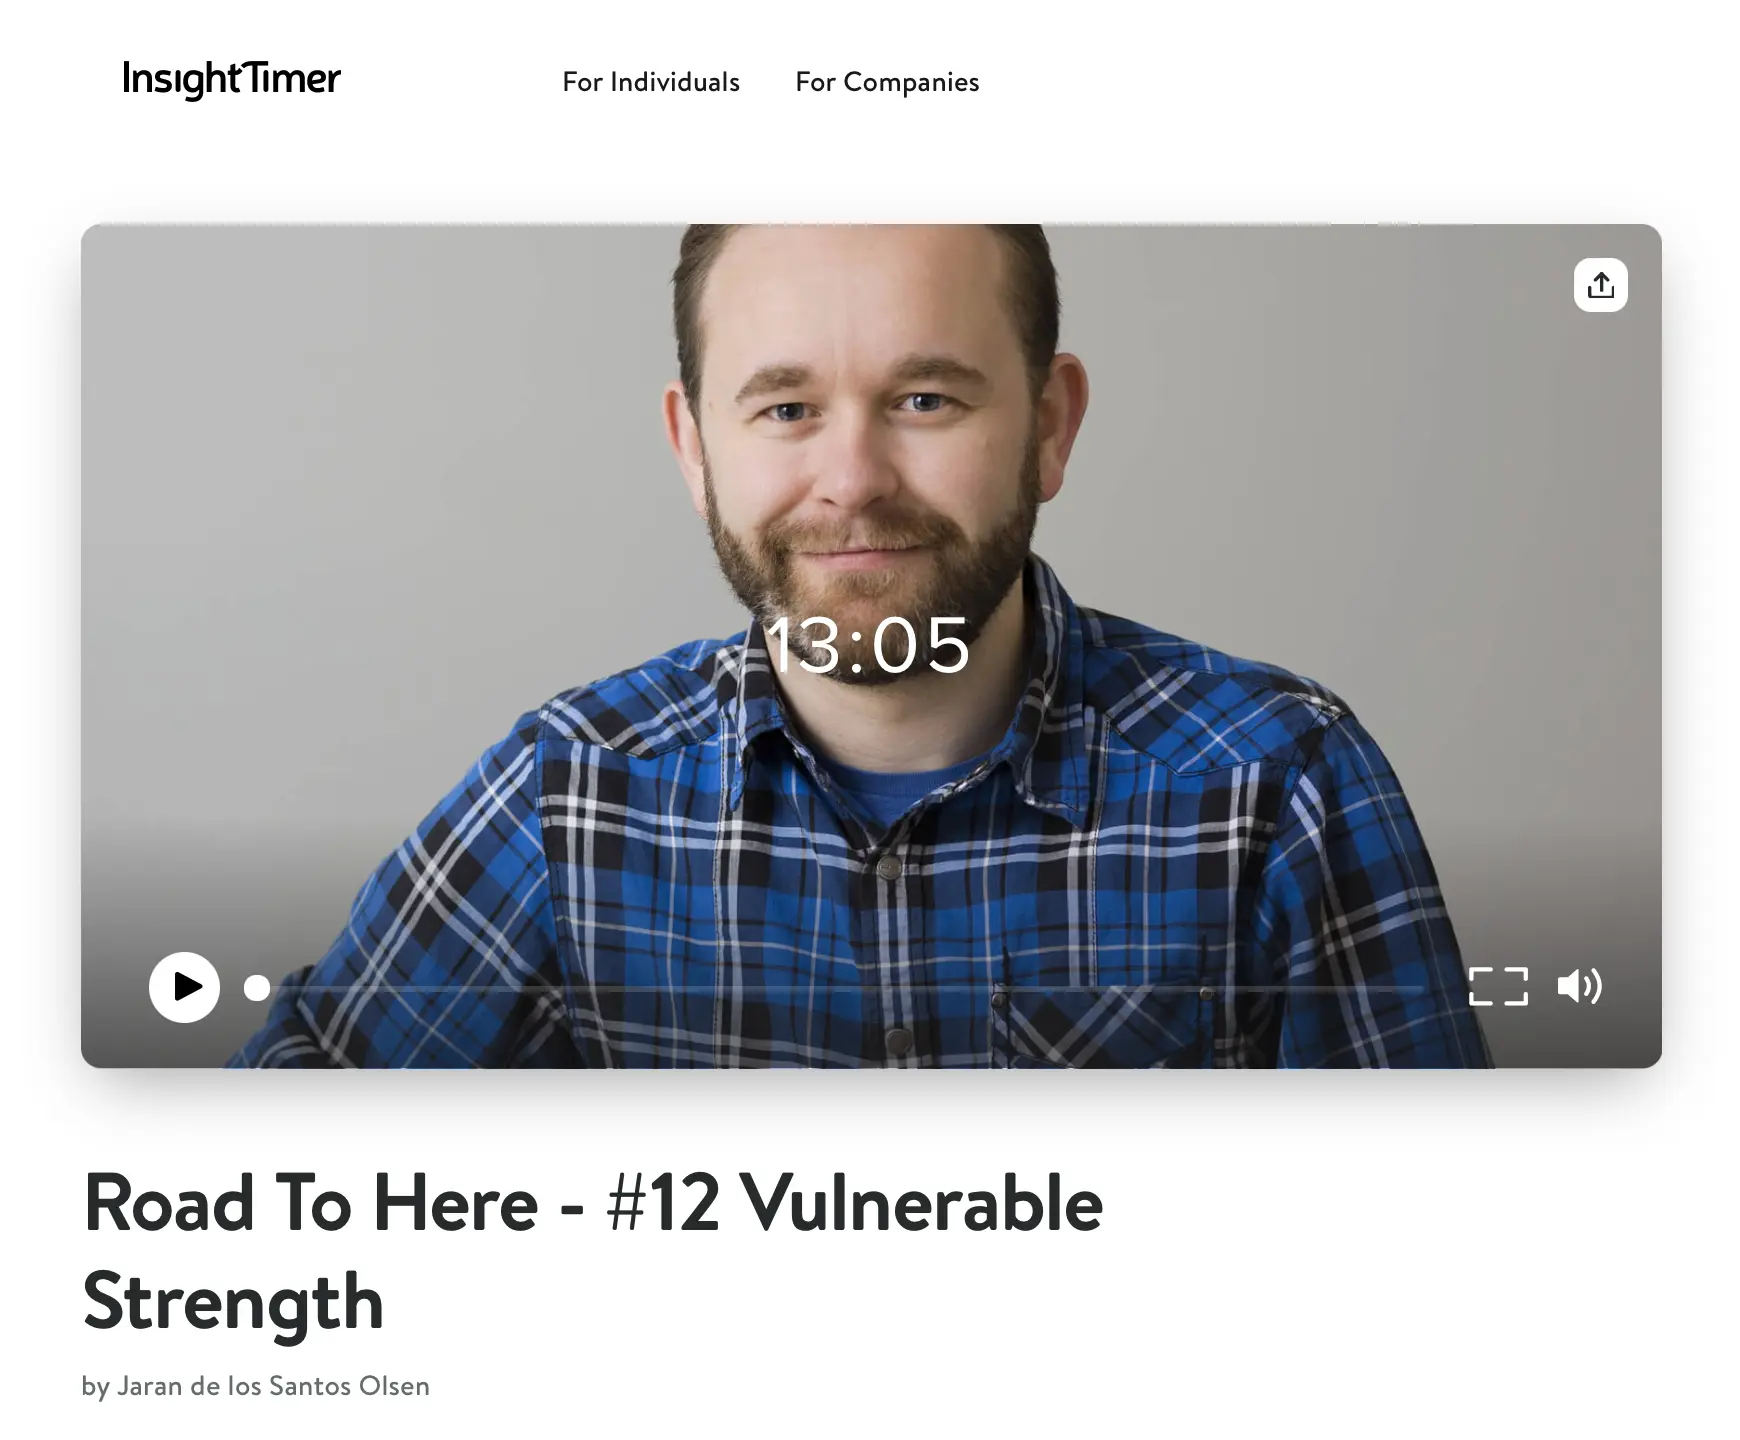 InsightTimer
For Individuals
For Companies
13:05
Road To Here - #12 Vulnerable
Strength
by Jaran de los Santos Olsen